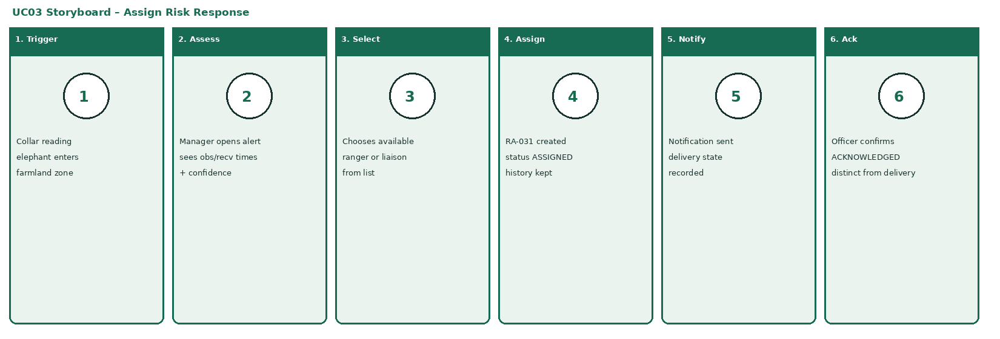 UC03 Storyboard – Assign Risk Response
1. Trigger
1
Collar reading
elephant enters
farmland zone
2. Assess
2
Manager opens alert
sees obs/recv times
+ confidence
3. Select
3
Chooses available
ranger or liaison
from list
4. Assign
4
RA-031 created
status ASSIGNED
history kept
5. Notify
5
Notification sent
delivery state
recorded
6. Ack
6
Officer confirms
ACKNOWLEDGED
distinct from delivery